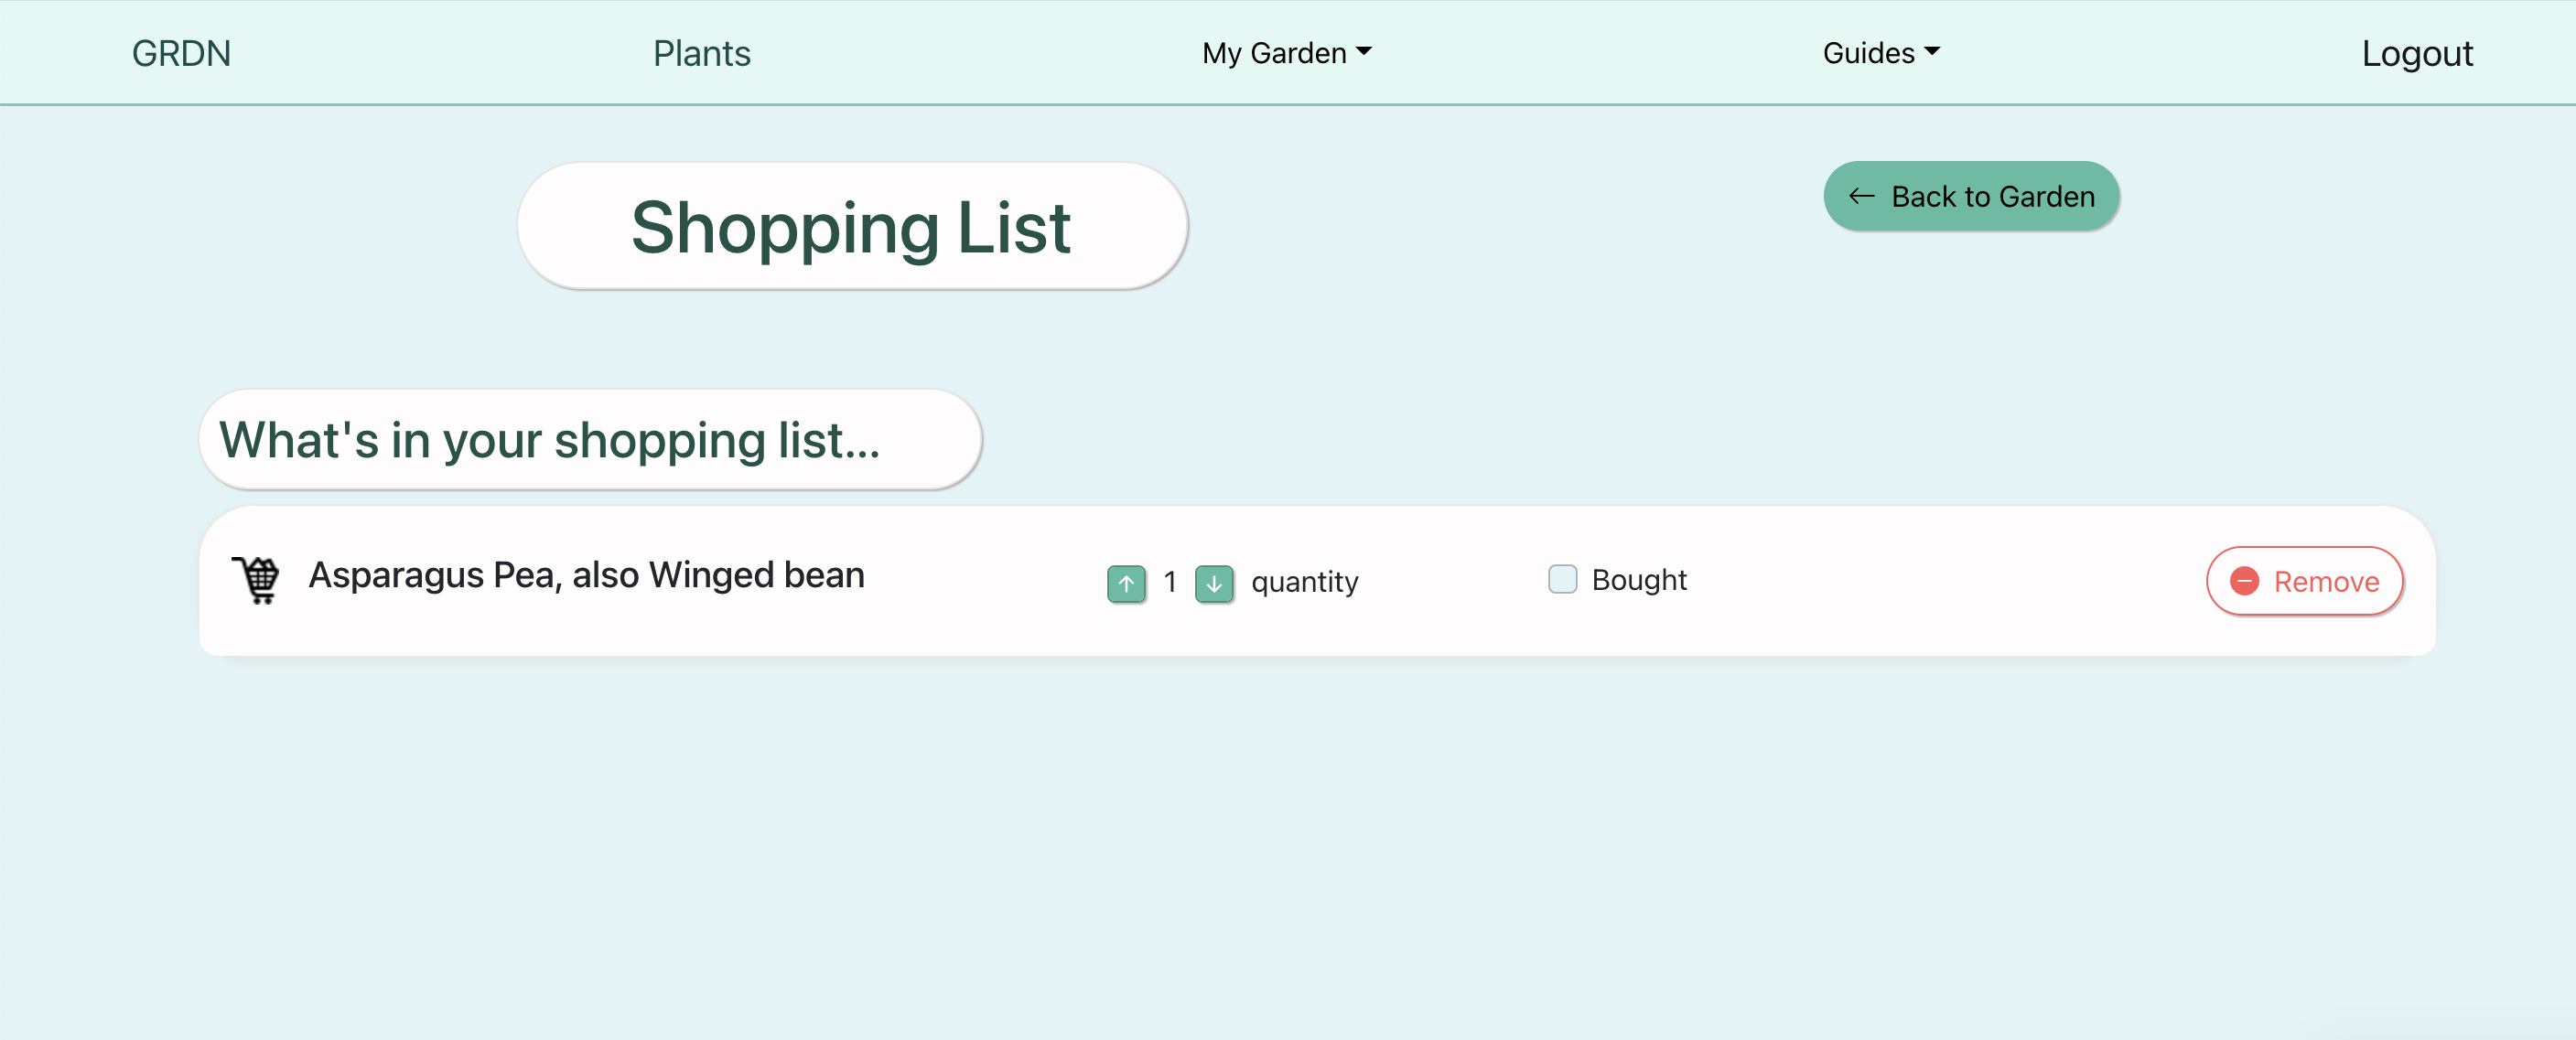 GRDN Plants My Garden Guides Logout
Shopping List
← Back to Garden
What's in your shopping list...
Asparagus Pea, also Winged bean ↑ 1 ↓ quantity Bought Remove